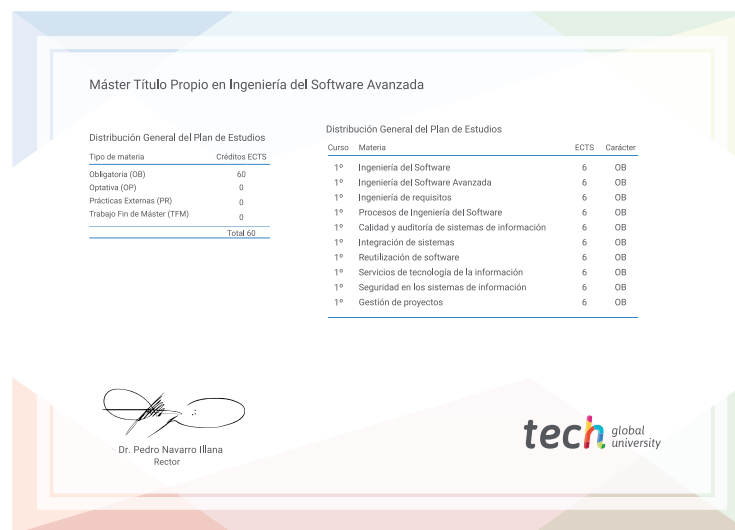 Máster Título Propio en Ingeniería del Software Avanzada
Distribución General del Plan de Estudios
Tipo de materia Créditos ECTS
Obligatoria (OB) 60
Optativa (OP) 0
Prácticas Externas (PR) 0
Trabajo Fin de Máster (TFM) 0
Total 60
Distribución General del Plan de Estudios
Curso Materia ECTS Carácter
1º Ingeniería del Software 6 OB
1º Ingeniería del Software Avanzada 6 OB
1º Ingeniería de requisitos 6 OB
1º Procesos de Ingeniería del Software 6 OB
1º Calidad y auditoría de sistemas de información 6 OB
1º Integración de sistemas 6 OB
1º Reutilización de software 6 OB
1º Servicios de tecnología de la información 6 OB
1º Seguridad en los sistemas de información 6 OB
1º Gestión de proyectos 6 OB
Dr. Pedro Navarro Illana
Rector
tech global
university